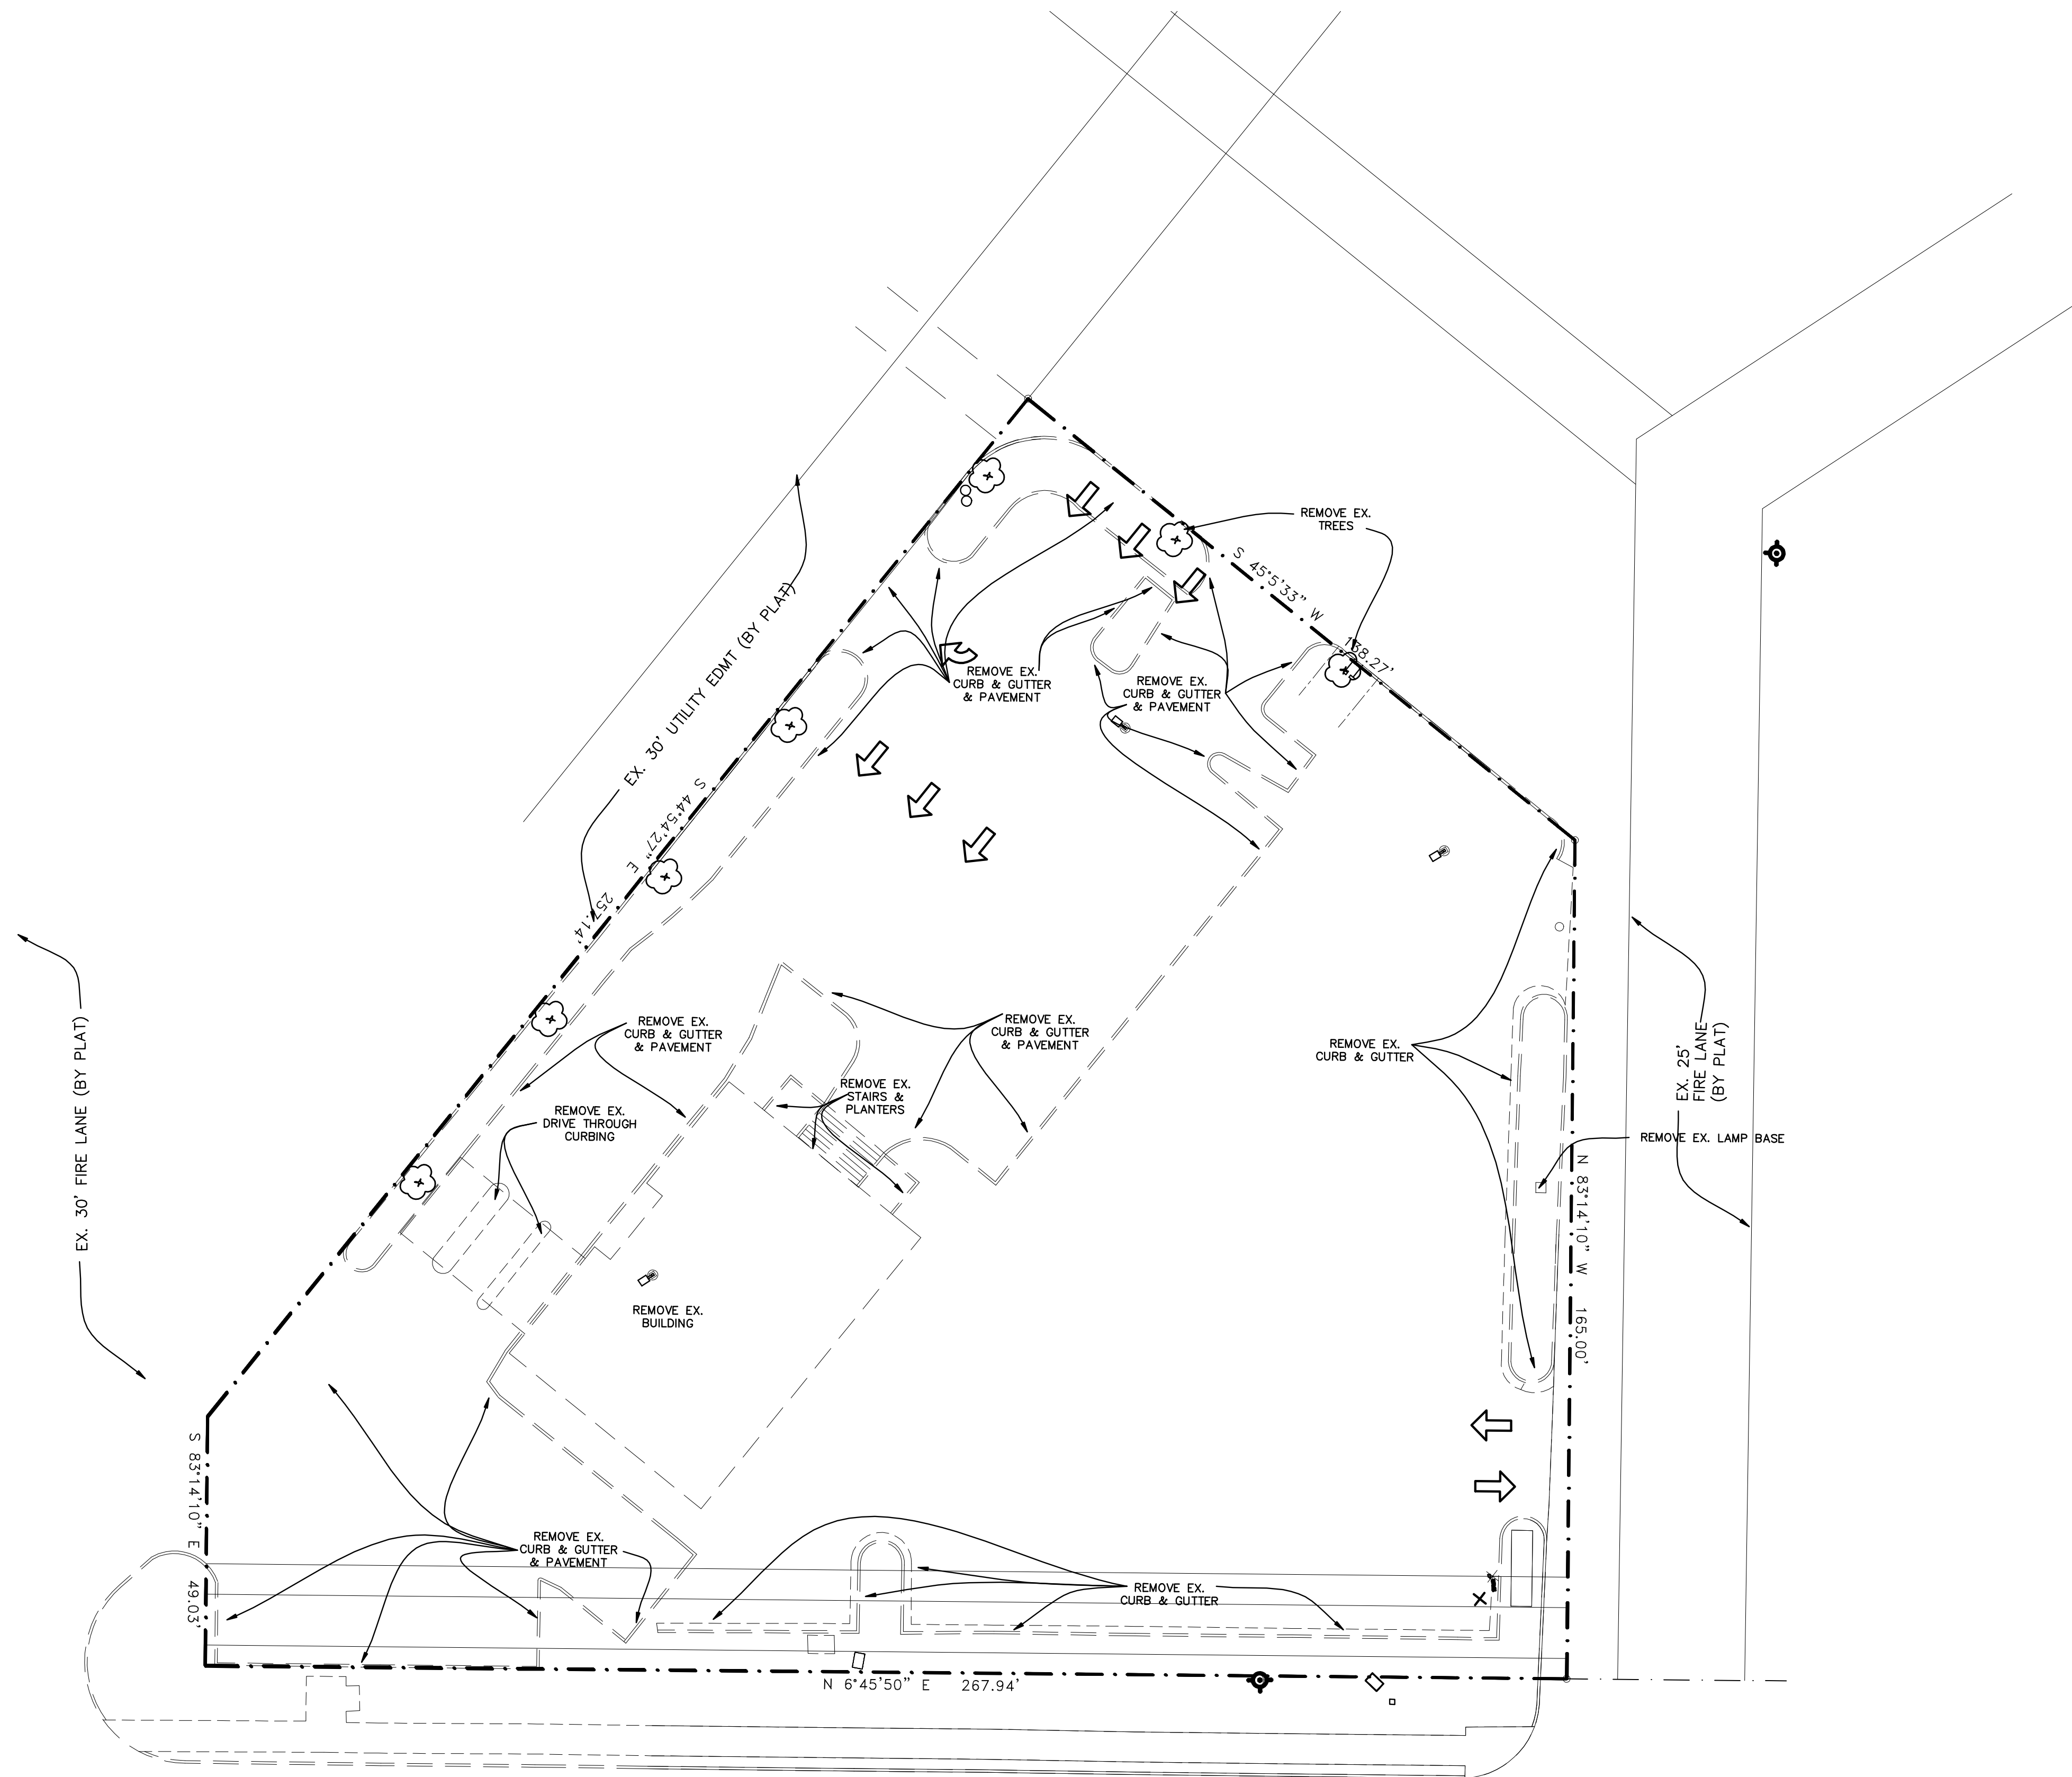 REMOVE EX.
TREES
S 45°5'33" W
138.27'
EX. 30' UTILITY EDMT (BY PLAT)
REMOVE EX.
CURB & GUTTER
& PAVEMENT
REMOVE EX.
CURB & GUTTER
& PAVEMENT
S 44°54'27" E
257.14'
EX. 30' FIRE LANE (BY PLAT)
REMOVE EX.
CURB & GUTTER
& PAVEMENT
REMOVE EX.
CURB & GUTTER
& PAVEMENT
REMOVE EX.
CURB & GUTTER
EX. 25'
FIRE LANE
(BY PLAT)
REMOVE EX.
STAIRS &
PLANTERS
REMOVE EX.
DRIVE THROUGH
CURBING
REMOVE EX. LAMP BASE
N 83°14'10" W 165.00'
REMOVE EX.
BUILDING
S 83°14'10" E 49.03'
REMOVE EX.
CURB & GUTTER
& PAVEMENT
REMOVE EX.
CURB & GUTTER
N 6°45'50" E 267.94'